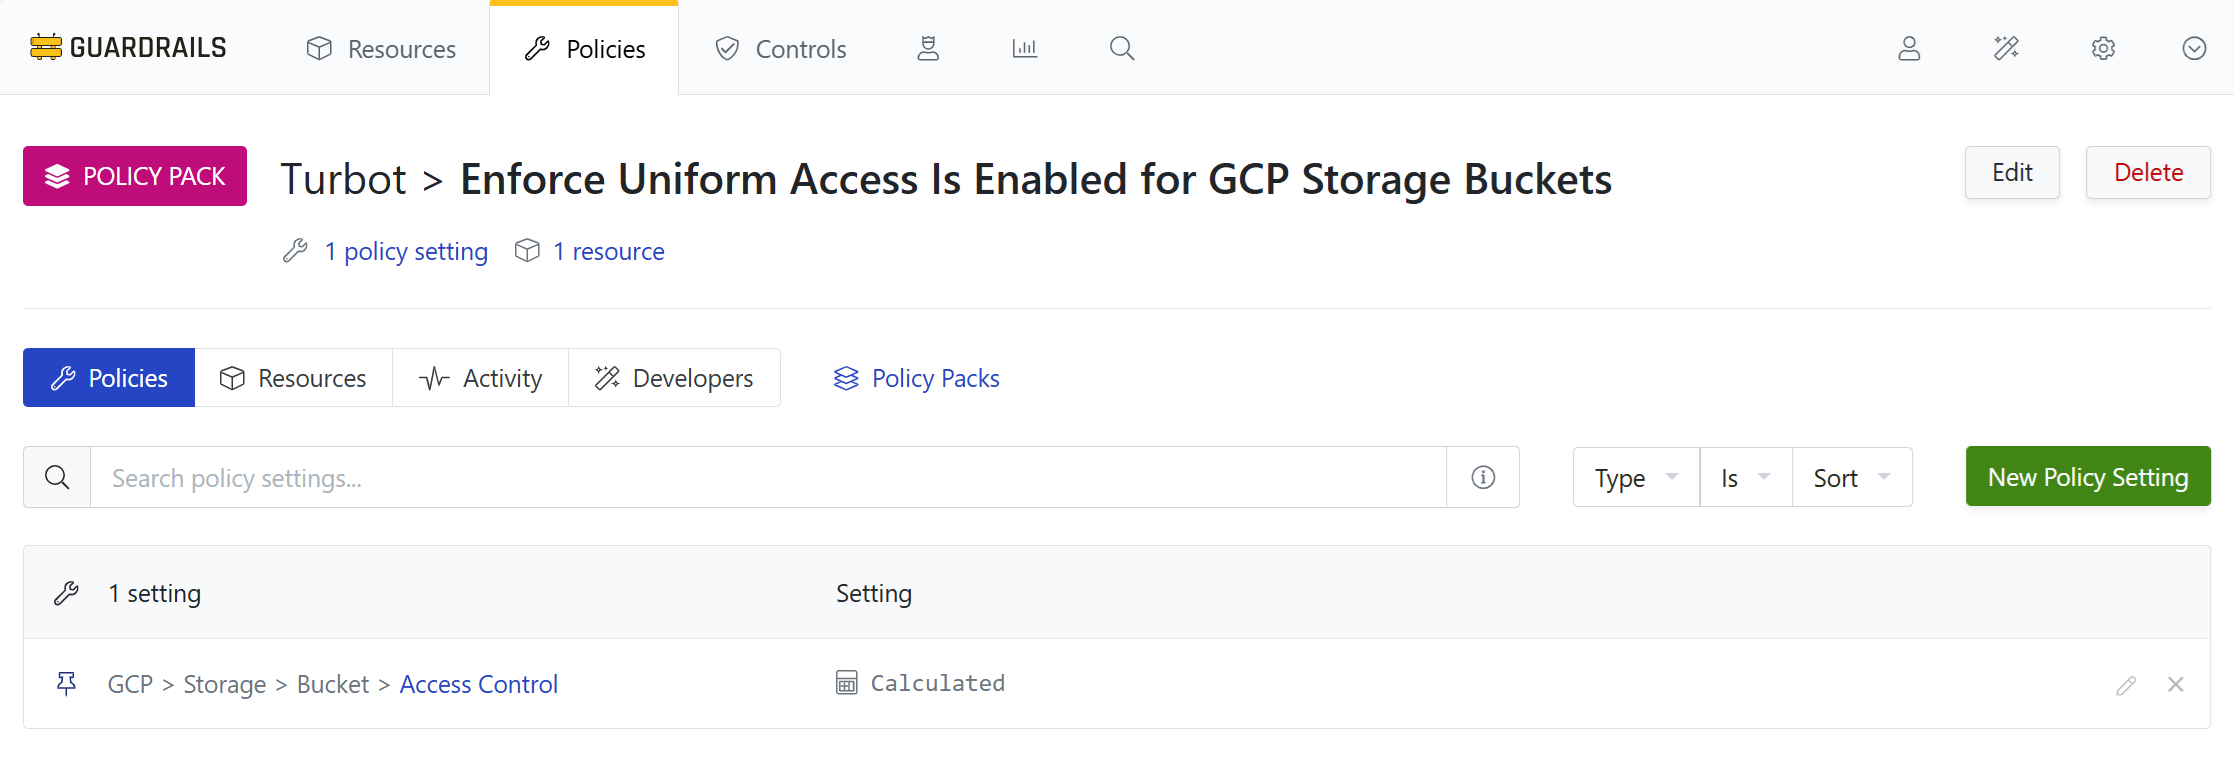 GUARDRAILS Resources Policies Controls
POLICY PACK Turbot > Enforce Uniform Access Is Enabled for GCP Storage Buckets Edit Delete
1 policy setting 1 resource
Policies Resources Activity Developers Policy Packs
Search policy settings... Type Is Sort New Policy Setting
1 setting Setting
GCP > Storage > Bucket > Access Control Calculated